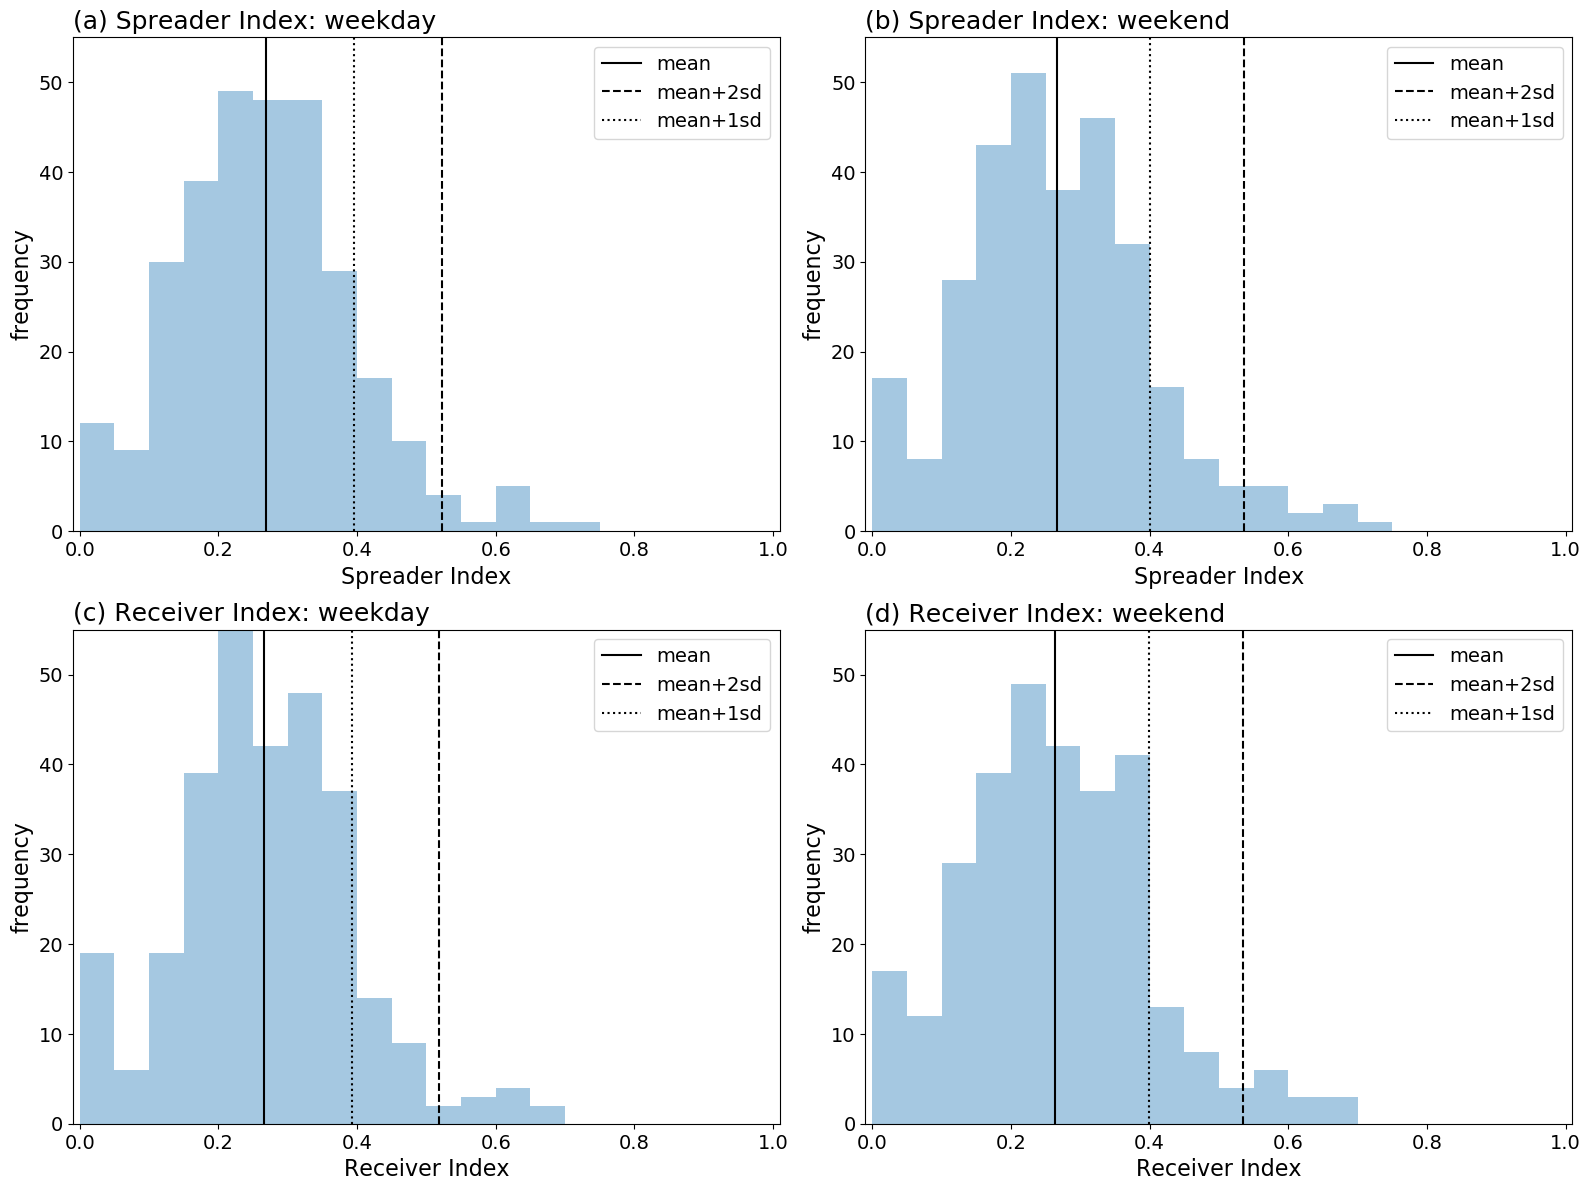 (a) Spreader Index: weekday
50
40
30
20
10
0
frequency
0.0 0.2 0.4 0.6 0.8 1.0
Spreader Index
mean
mean+2sd
mean+1sd
(b) Spreader Index: weekend
50
40
30
20
10
0
frequency
0.0 0.2 0.4 0.6 0.8 1.0
Spreader Index
mean
mean+2sd
mean+1sd
(c) Receiver Index: weekday
50
40
30
20
10
0
frequency
0.0 0.2 0.4 0.6 0.8 1.0
Receiver Index
mean
mean+2sd
mean+1sd
(d) Receiver Index: weekend
50
40
30
20
10
0
frequency
0.0 0.2 0.4 0.6 0.8 1.0
Receiver Index
mean
mean+2sd
mean+1sd